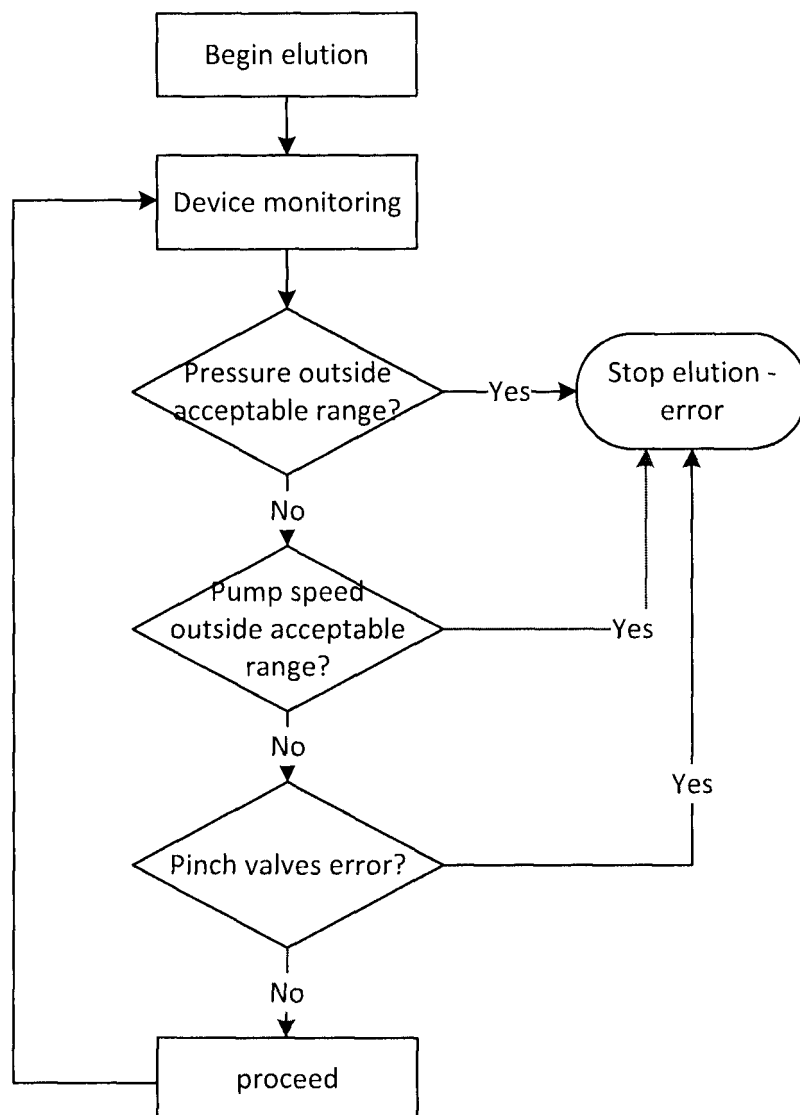 Begin elution
Device monitoring
Pressure outside
acceptable range?
Yes
Stop elution -
error
No
Pump speed
outside acceptable
range?
Yes
No
Yes
Pinch valves error?
No
proceed